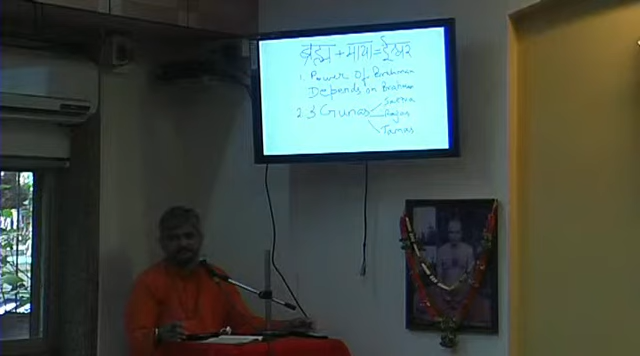 ब्रह्म + माया = ईश्वर
1. Power Of Brahman
Depends on Brahman
2 3 Gunas Sattva
Rajas
Tamas